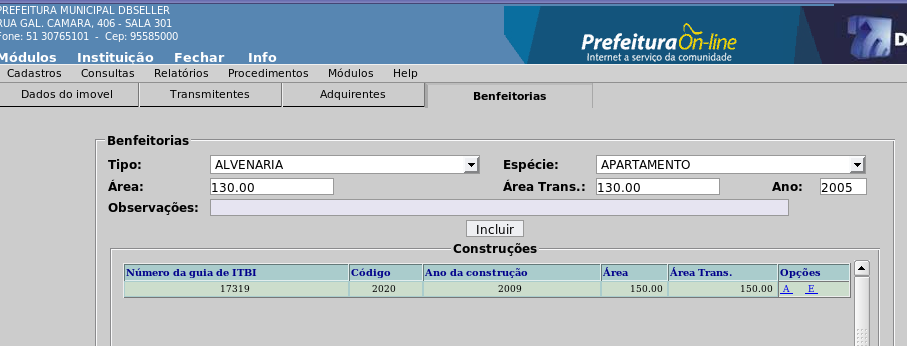 PREFEITURA MUNICIPAL DBSELLER
RUA GAL. CAMARA, 406 - SALA 301
Fone: 51 30765101 - Cep: 95585000
Prefeitura On-line
Internet a serviço da comunidade
D
Módulos Instituição Fechar Info
Cadastros Consultas Relatórios Procedimentos Módulos Help
Dados do imovel Transmitentes Adquirentes Benfeitorias
Benfeitorias
Tipo: ALVENARIA Espécie: APARTAMENTO
Área: 130.00 Área Trans.: 130.00 Ano: 2005
Observações:
Incluir
Construções
Número da guia de ITBI Código Ano da construção Área Área Trans. Opções
17319 2020 2009 150.00 150.00 A E